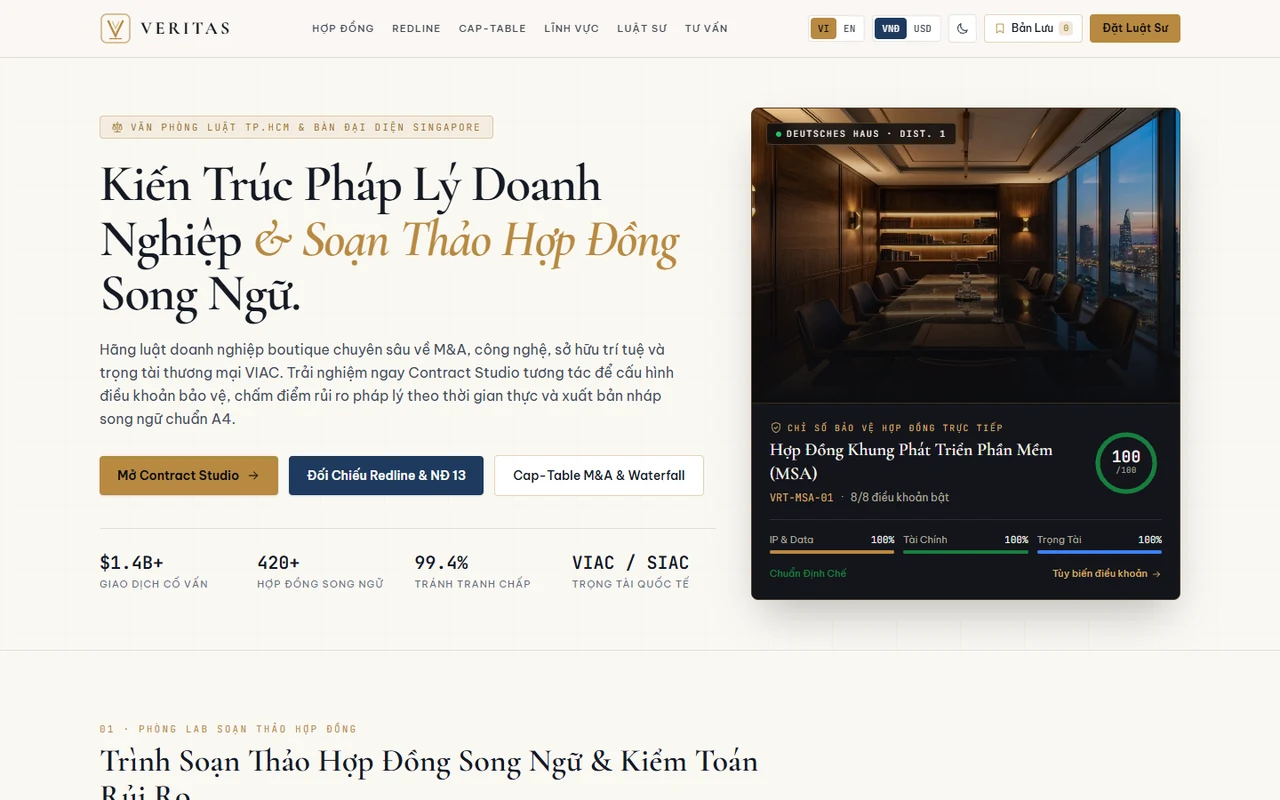 VERITAS
HỢP ĐỒNG REDLINE CAP-TABLE LĨNH VỰC LUẬT SƯ TƯ VẤN
VI EN VNĐ USD Bản Lưu 0 Đặt Luật Sư
VĂN PHÒNG LUẬT TP.HCM & BÀN ĐẠI DIỆN SINGAPORE
Kiến Trúc Pháp Lý Doanh
Nghiệp & Soạn Thảo Hợp Đồng
Song Ngữ.
Hãng luật doanh nghiệp boutique chuyên sâu về M&A, công nghệ, sở hữu trí tuệ và
trọng tài thương mại VIAC. Trải nghiệm ngay Contract Studio tương tác để cấu hình
điều khoản bảo vệ, chấm điểm rủi ro pháp lý theo thời gian thực và xuất bản nháp
song ngữ chuẩn A4.
Mở Contract Studio → Đối Chiếu Redline & NĐ 13 Cap-Table M&A & Waterfall
$1.4B+ 420+ 99.4% VIAC / SIAC
GIAO DỊCH CỐ VẤN HỢP ĐỒNG SONG NGỮ TRÁNH TRANH CHẤP TRỌNG TÀI QUỐC TẾ
DEUTSCHES HAUS · DIST. 1
CHỈ SỐ BẢO VỆ HỢP ĐỒNG TRỰC TIẾP
Hợp Đồng Khung Phát Triển Phần Mềm
(MSA)
VRT-MSA-01 · 8/8 điều khoản bật
100
/100
IP & Data 100% Tài Chính 100% Trọng Tài 100%
Chuẩn Định Chế Tùy biến điều khoản →
01 · PHÒNG LAB SOẠN THẢO HỢP ĐỒNG
Trình Soạn Thảo Hợp Đồng Song Ngữ & Kiểm Toán
Rủi Ro